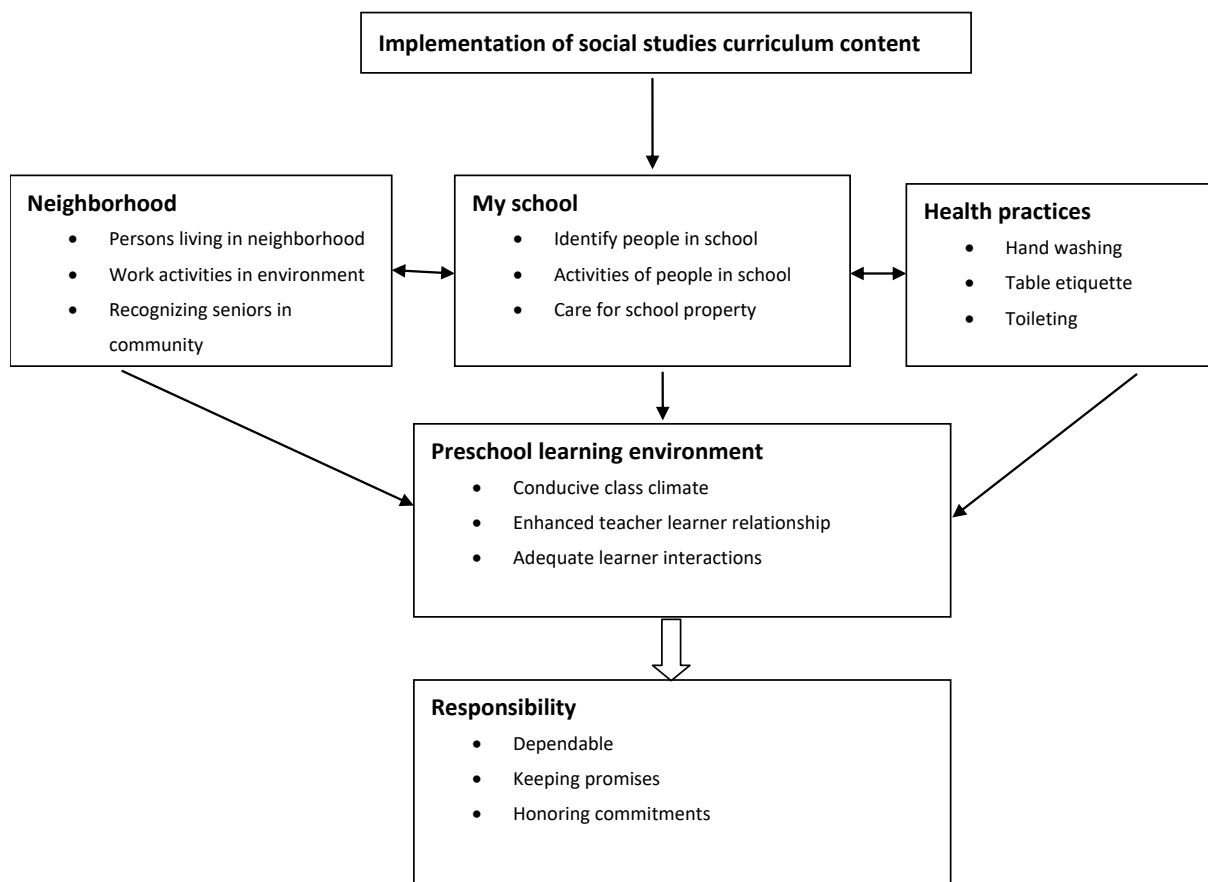 Implementation of social studies curriculum content
Neighborhood
• Persons living in neighborhood
• Work activities in environment
• Recognizing seniors in
community
My school
• Identify people in school
• Activities of people in school
• Care for school property
Health practices
• Hand washing
• Table etiquette
• Toileting
Preschool learning environment
• Conducive class climate
• Enhanced teacher learner relationship
• Adequate learner interactions
Responsibility
• Dependable
• Keeping promises
• Honoring commitments